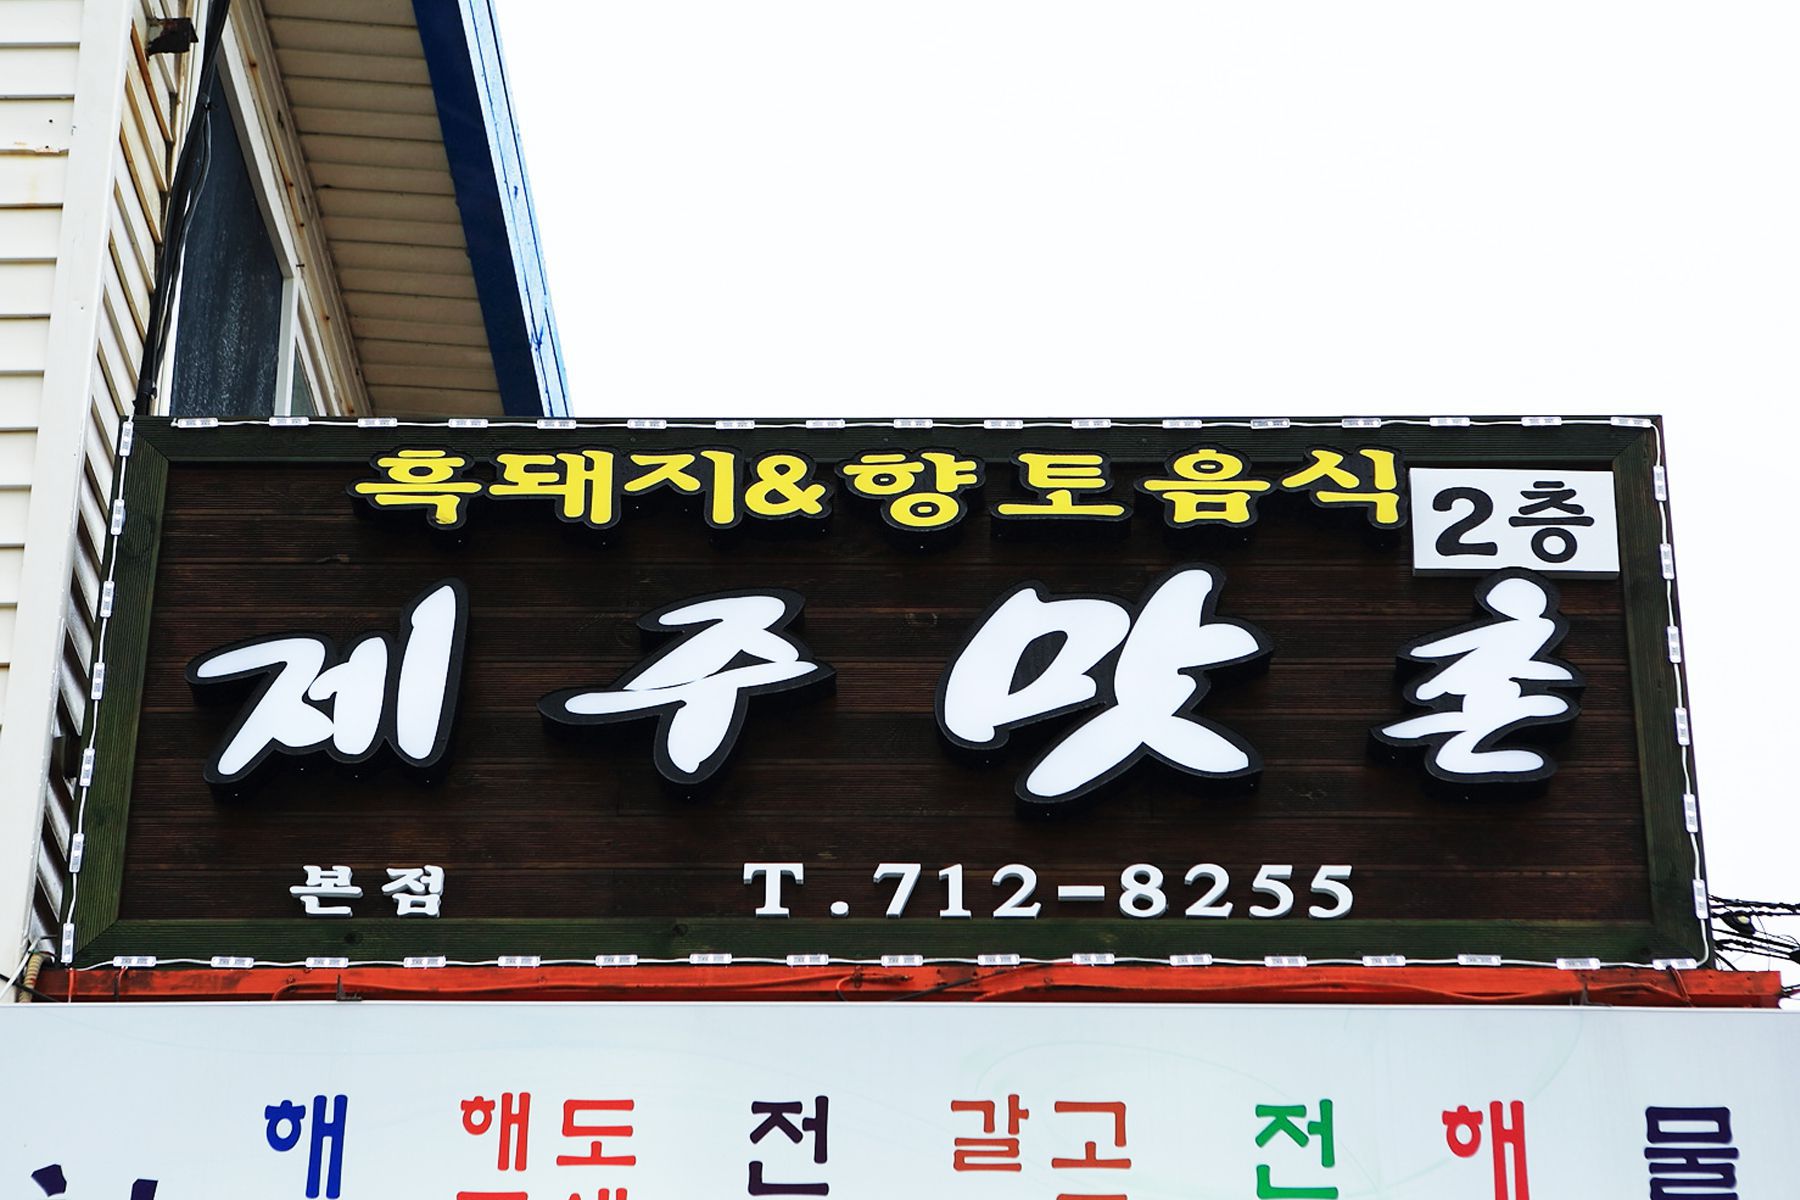 흑돼지&향토음식 2층
제주맛촌
본점 T.712-8255
해 해 도 전 갈 고 전 해 물